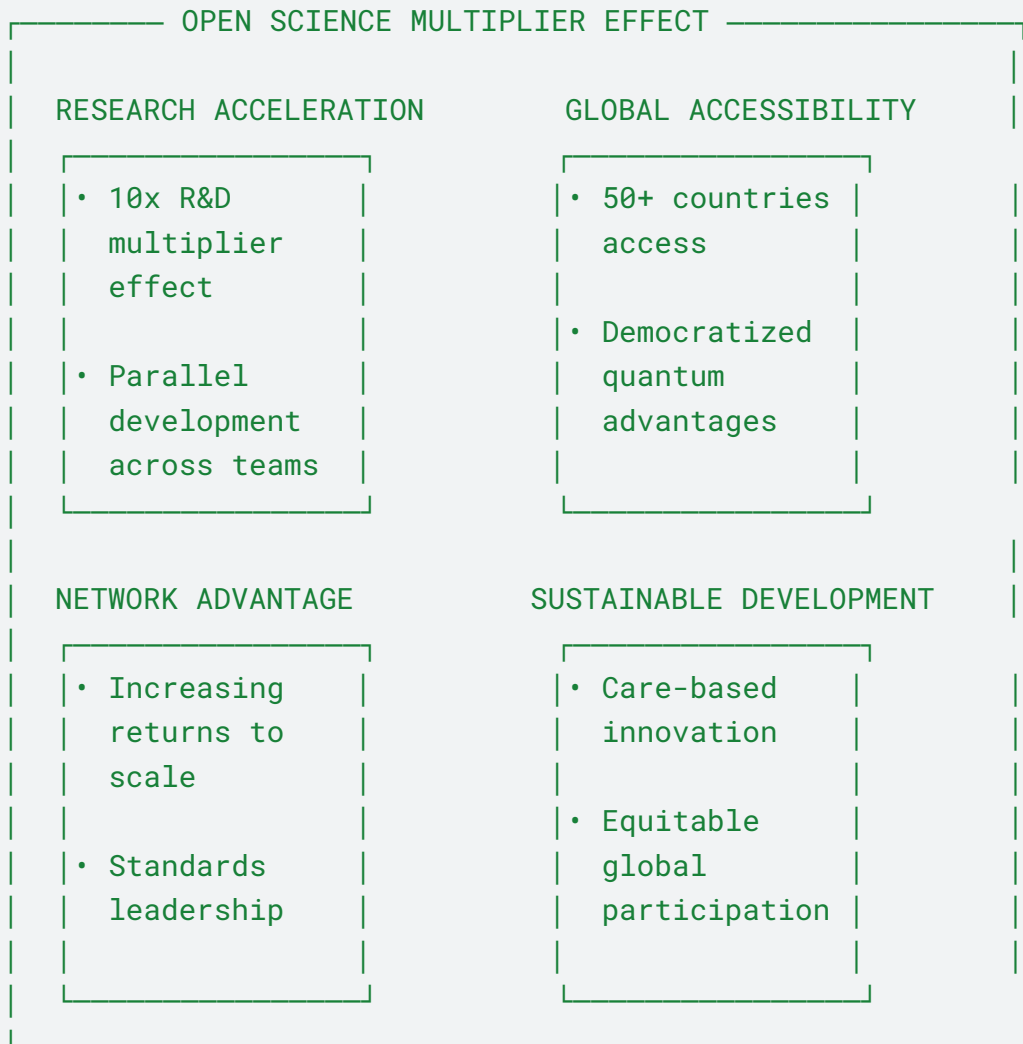 OPEN SCIENCE MULTIPLIER EFFECT
RESEARCH ACCELERATION
• 10x R&D
multiplier
effect
• Parallel
development
across teams
GLOBAL ACCESSIBILITY
• 50+ countries
access
• Democratized
quantum
advantages
NETWORK ADVANTAGE
• Increasing
returns to
scale
• Standards
leadership
SUSTAINABLE DEVELOPMENT
• Care-based
innovation
• Equitable
global
participation